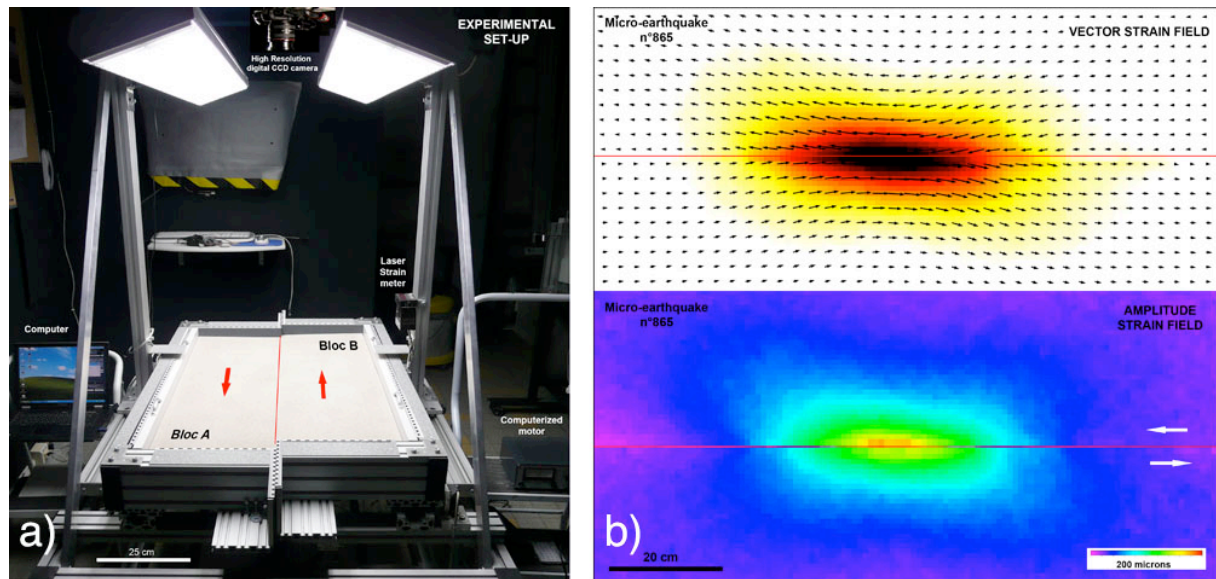 EXPERIMENTAL
SET-UP
High Resolution
digital CCD camera
Laser
Strain
meter
Computer
Bloc B
Bloc A
Computerized
motor
a)
25 cm
Micro-earthquake
n°865
VECTOR STRAIN FIELD
Micro-earthquake
n°865
AMPLITUDE
STRAIN FIELD
b)
20 cm
200 microns